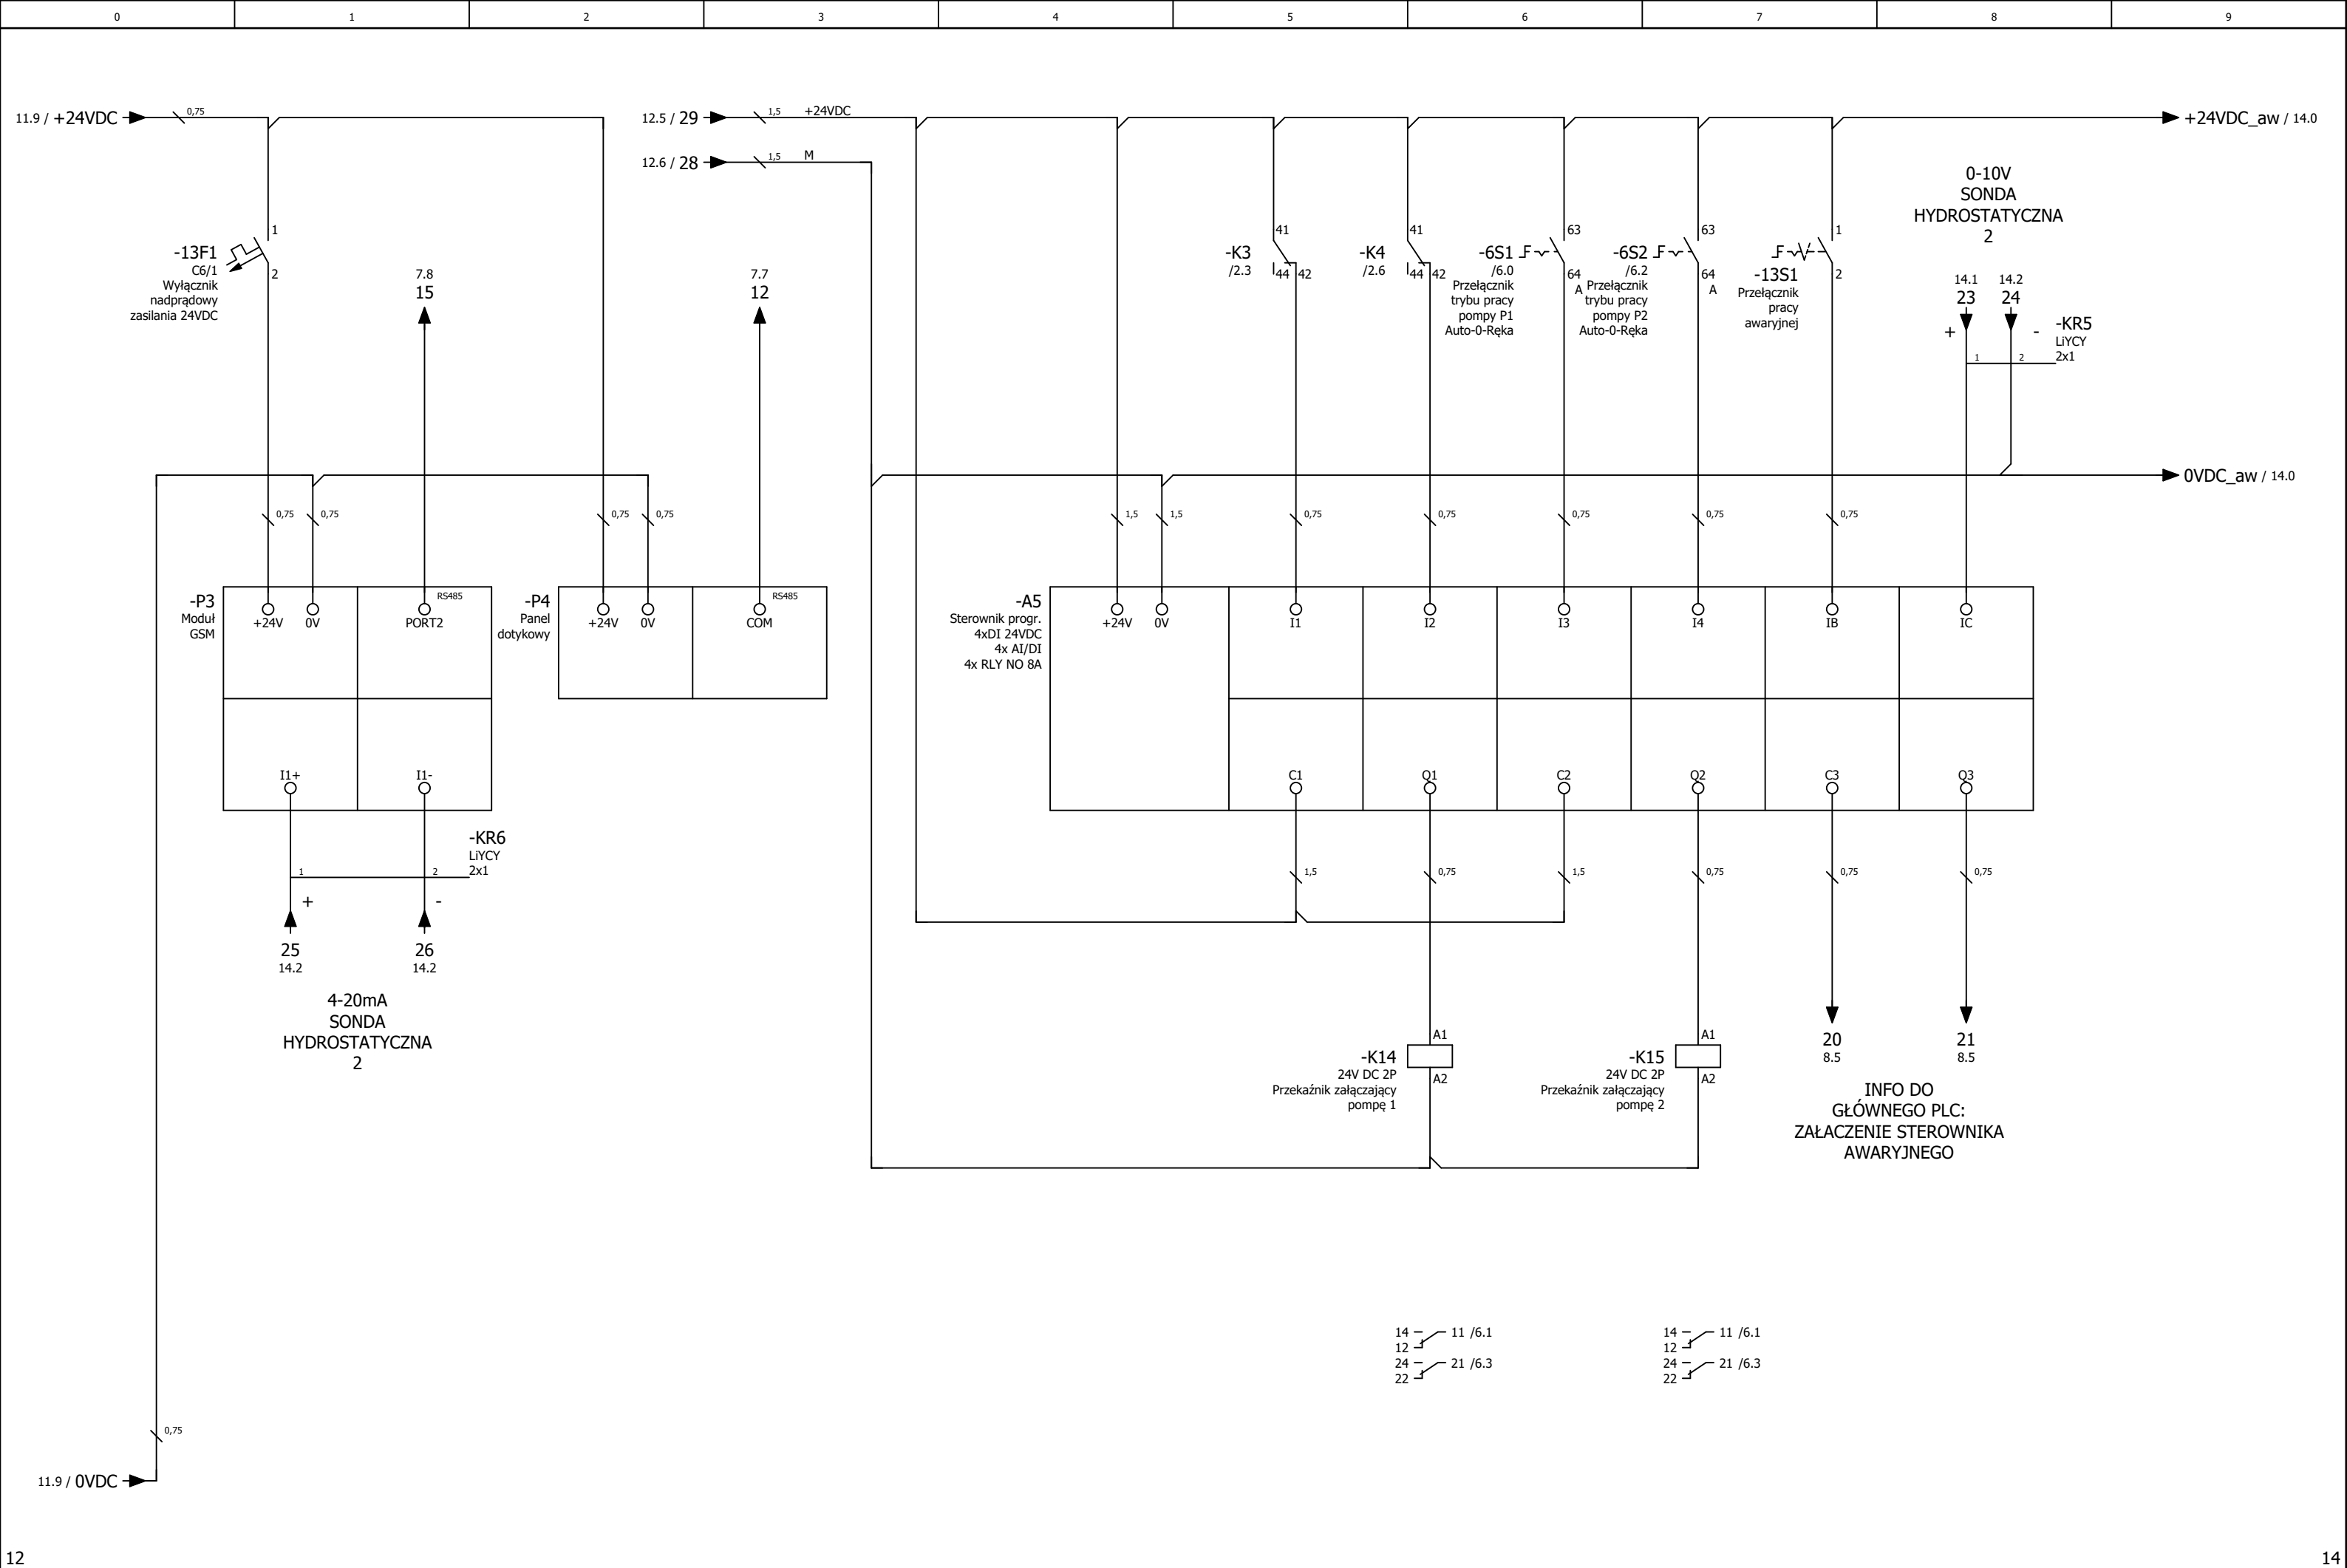 0 1 2 3 4 5 6 7 8 9
11.9 / +24VDC
0,75
12.5 / 29
1,5
+24VDC
12.6 / 28
1,5
M
+24VDC_aw / 14.0
0-10V
SONDA
HYDROSTATYCZNA
2
14.1
23
14.2
24
+
-
-KR5
LiYCY
2x1
1
2
-13F1
C6/1
Wyłącznik
nadprądowy
zasilania 24VDC
1
2
7.8
15
7.7
12
-K3
/2.3
41
44
42
-K4
/2.6
41
44
42
-6S1
/6.0
Przełącznik
trybu pracy
pompy P1
Auto-0-Ręka
63
64
A
-6S2
/6.2
Przełącznik
trybu pracy
pompy P2
Auto-0-Ręka
63
64
A
-13S1
Przełącznik
pracy
awaryjnej
1
2
0VDC_aw / 14.0
0,75
0,75
0,75
0,75
1,5
1,5
0,75
0,75
0,75
0,75
0,75
-P3
Moduł
GSM
+24V
0V
RS485
PORT2
I1+
I1-
-P4
Panel
dotykowy
+24V
0V
RS485
COM
-A5
Sterownik progr.
4xDI 24VDC
4x AI/DI
4x RLY NO 8A
+24V
0V
I1
I2
I3
I4
IB
IC
C1
Q1
C2
Q2
C3
Q3
-KR6
LiYCY
2x1
1
2
+
-
25
14.2
26
14.2
4-20mA
SONDA
HYDROSTATYCZNA
2
1,5
0,75
1,5
0,75
0,75
0,75
-K14
24V DC 2P
Przekaźnik załączający
pompę 1
A1
A2
-K15
24V DC 2P
Przekaźnik załączający
pompę 2
A1
A2
20
8.5
21
8.5
INFO DO
GŁÓWNEGO PLC:
ZAŁACZENIE STEROWNIKA
AWARYJNEGO
14 11 /6.1
12
24 21 /6.3
22
14 11 /6.1
12
24 21 /6.3
22
0,75
11.9 / 0VDC
12
14